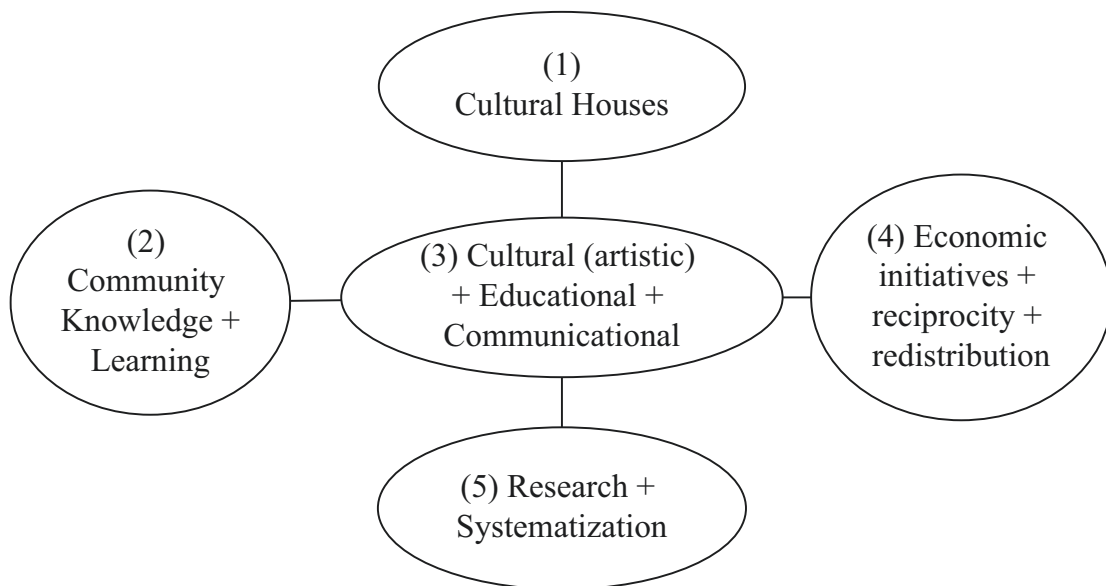 (1)
Cultural Houses
(2)
Community
Knowledge +
Learning
(3) Cultural (artistic)
+ Educational +
Communicational
(4) Economic
initiatives +
reciprocity +
redistribution
(5) Research +
Systematization